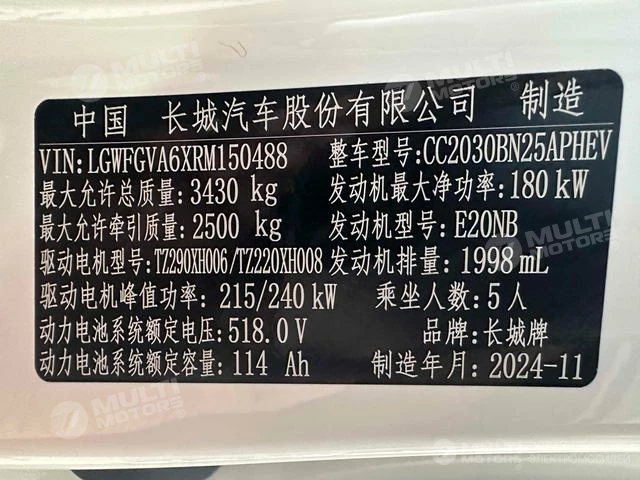 中国 长城汽车股份有限公司 制造
VIN: LGWFGVA6XRM150488 整车型号: CC2030BN25APHEV
最大允许总质量: 3430 kg 发动机最大净功率: 180 kW
最大允许牵引质量: 2500 kg 发动机型号: E20NB
驱动电机型号: TZ290XH006/TZ220XH008 发动机排量: 1998 mL
驱动电机峰值功率: 215/240 kW 乘坐人数: 5 人
动力电池系统额定电压: 518.0 V 品牌: 长城牌
动力电池系统额定容量: 114 Ah 制造年月: 2024-11
MULTI MOTORS